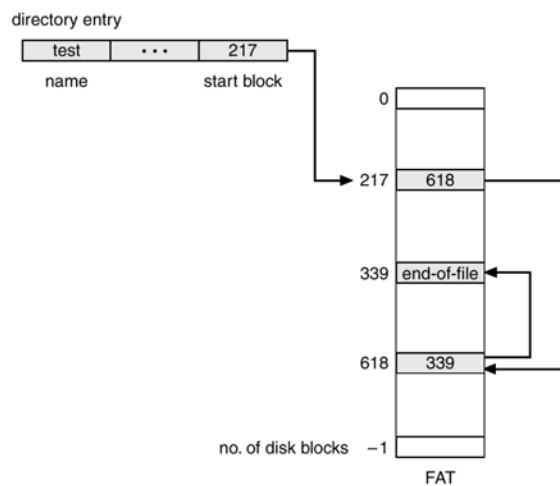 directory entry
test ... 217
name start block
0
217 618
339 end-of-file
618 339
no. of disk blocks −1
FAT